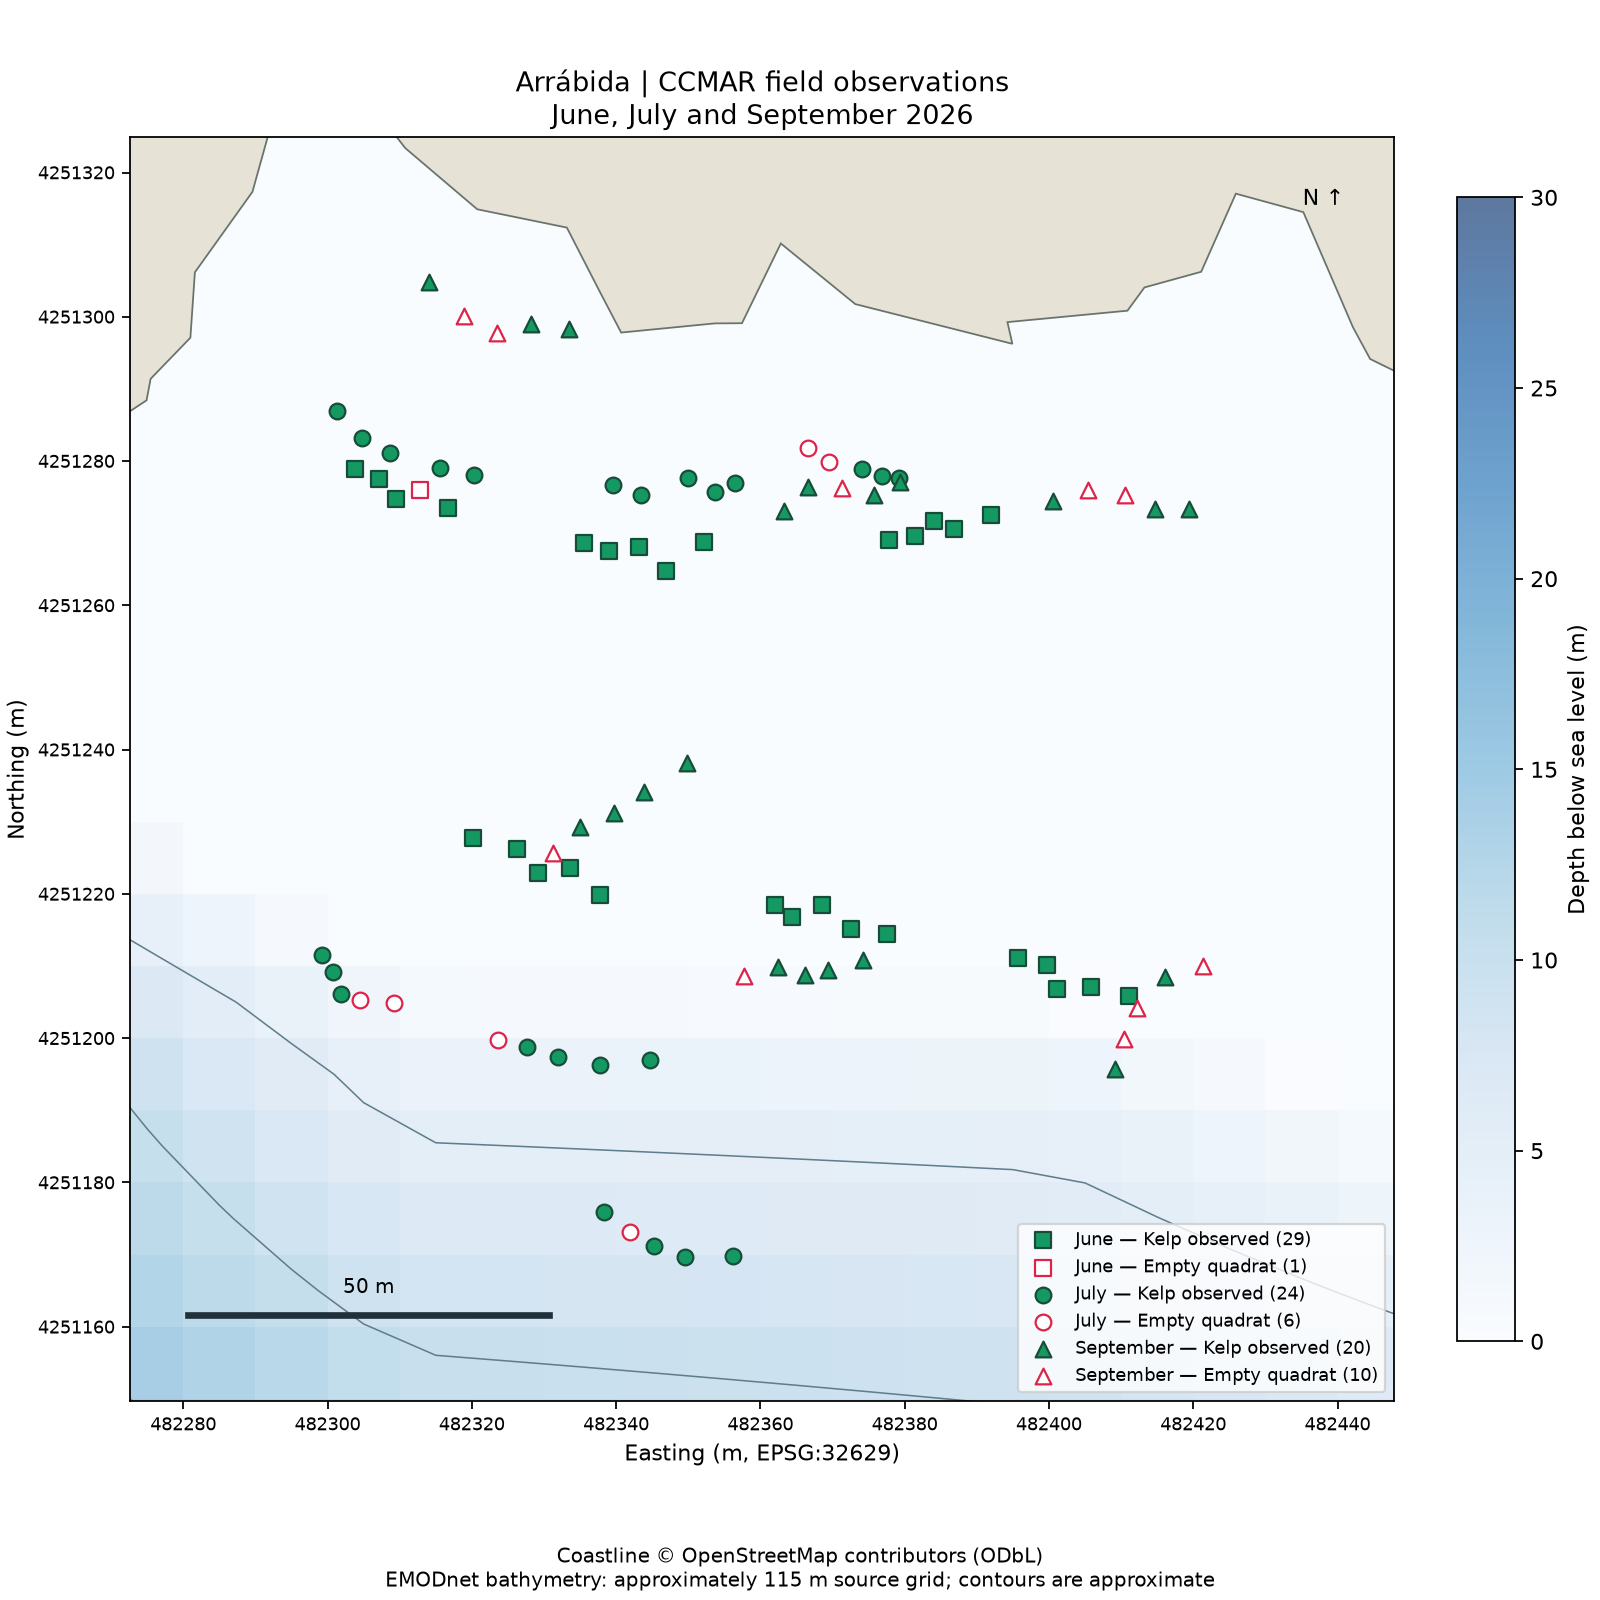 Arrábida | CCMAR field observations
June, July and September 2026
N ↑
4251320
4251300
4251280
4251260
4251240
4251220
4251200
4251180
4251160
Northing (m)
30
25
20
15
10
5
0
Depth below sea level (m)
50 m
June — Kelp observed (29)
June — Empty quadrat (1)
July — Kelp observed (24)
July — Empty quadrat (6)
September — Kelp observed (20)
September — Empty quadrat (10)
482280 482300 482320 482340 482360 482380 482400 482420 482440
Easting (m, EPSG:32629)
Coastline © OpenStreetMap contributors (ODbL)
EMODnet bathymetry: approximately 115 m source grid; contours are approximate